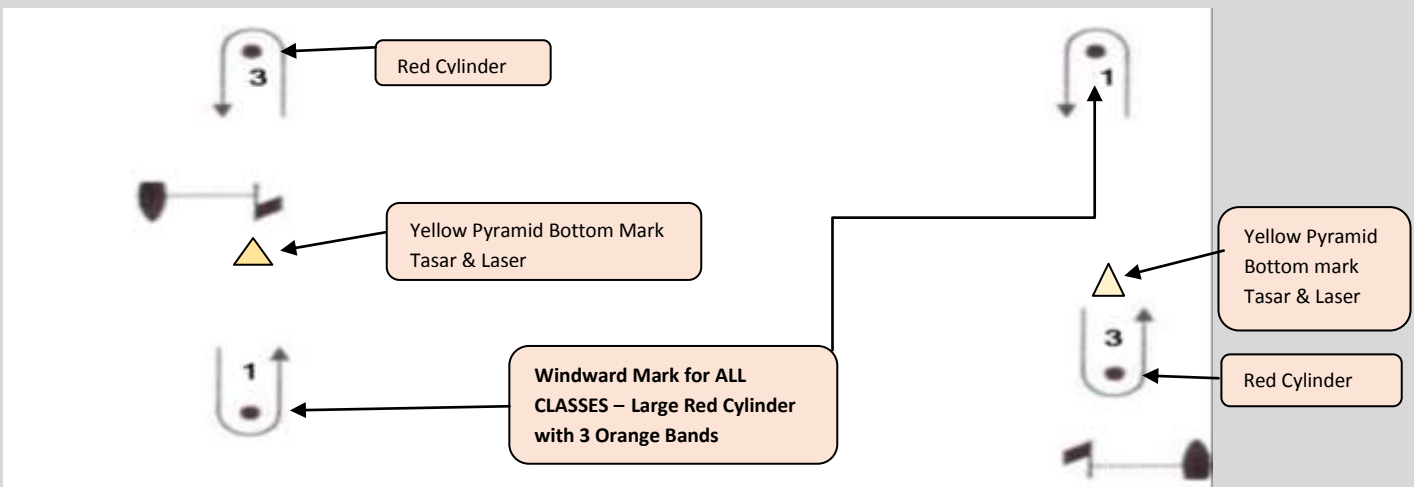 3
Red Cylinder
1
Yellow Pyramid Bottom Mark
Tasar & Laser
Yellow Pyramid
Bottom mark
Tasar & Laser
1
3
Windward Mark for ALL
CLASSES – Large Red Cylinder
with 3 Orange Bands
Red Cylinder